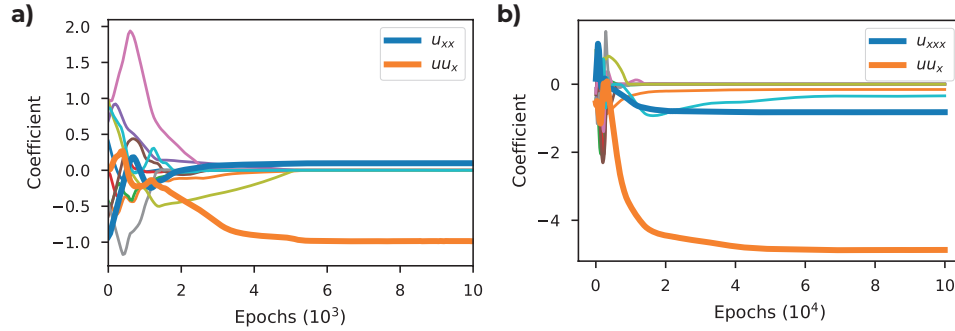 a)
2.0
1.5
1.0
0.5
0.0
-0.5
-1.0
Coefficient
0
2
4
6
8
10
Epochs (10³)
u_xx
uu_x
b)
0
−2
−4
Coefficient
0
2
4
6
8
10
Epochs (10⁴)
u_xxx
uu_x